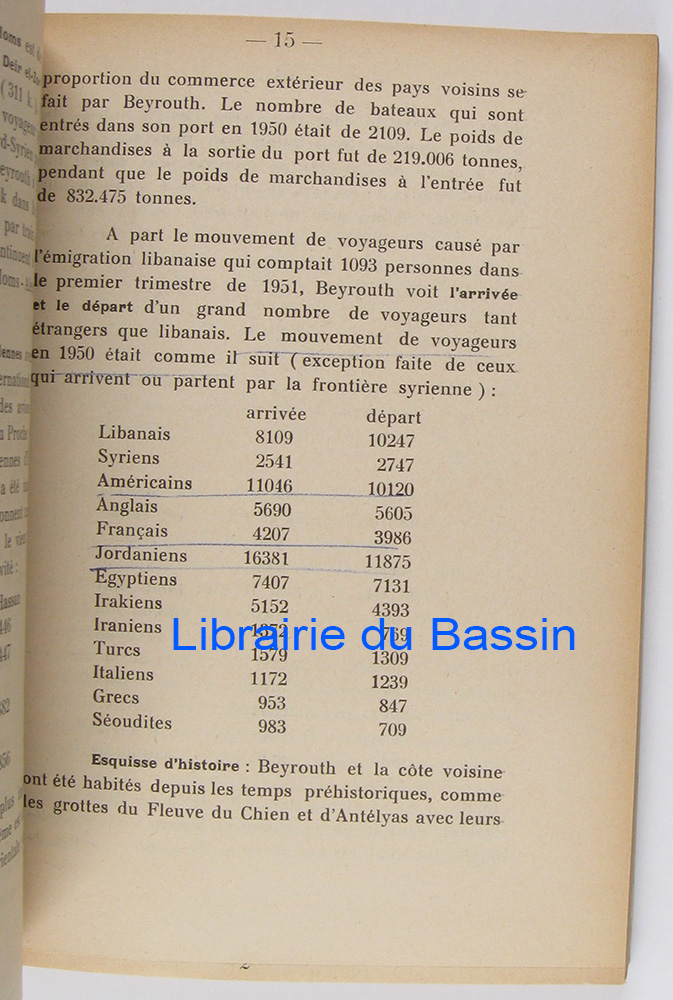 — 15 —
proportion du commerce extérieur des pays voisins se
fait par Beyrouth. Le nombre de bateaux qui sont
entrés dans son port en 1950 était de 2109. Le poids de
marchandises à la sortie du port fut de 219.006 tonnes,
pendant que le poids de marchandises à l'entrée fut
de 832.475 tonnes.
A part le mouvement de voyageurs causé par
l'émigration libanaise qui comptait 1093 personnes dans
le premier trimestre de 1951, Beyrouth voit l'arrivée
et le départ d'un grand nombre de voyageurs tant
étrangers que libanais. Le mouvement de voyageurs
en 1950 était comme il suit ( exception faite de ceux
qui arrivent ou partent par la frontière syrienne ) :
arrivée départ
Libanais 8109 10247
Syriens 2541 2747
Américains 11046 10120
Anglais 5690 5605
Français 4207 3986
Jordaniens 16381 11875
Egyptiens 7407 7131
Irakiens 5152 4393
Iraniens
Librairie du Bassin
Turcs 1579 1309
Italiens 1172 1239
Grecs 953 847
Séoudites 983 709
Esquisse d'histoire : Beyrouth et la côte voisine
ont été habités depuis les temps préhistoriques, comme
les grottes du Fleuve du Chien et d'Antélyas avec leurs
2